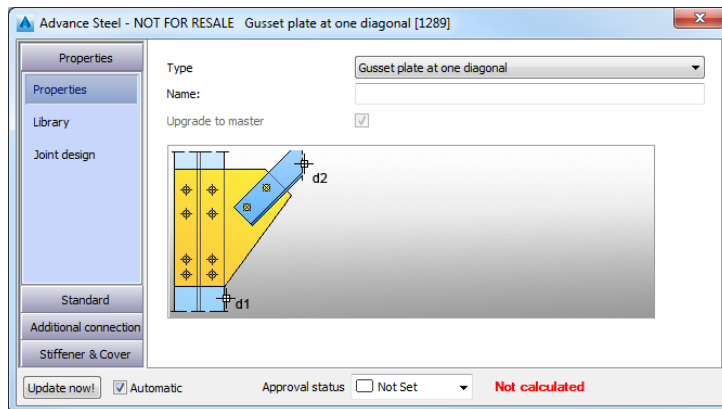 Advance Steel - NOT FOR RESALE Gusset plate at one diagonal [1289]
Properties
Properties
Library
Joint design
Standard
Additional connection
Stiffener & Cover
Type
Gusset plate at one diagonal
Name:
Upgrade to master
d2
d1
Update now!
Automatic
Approval status
Not Set
Not calculated